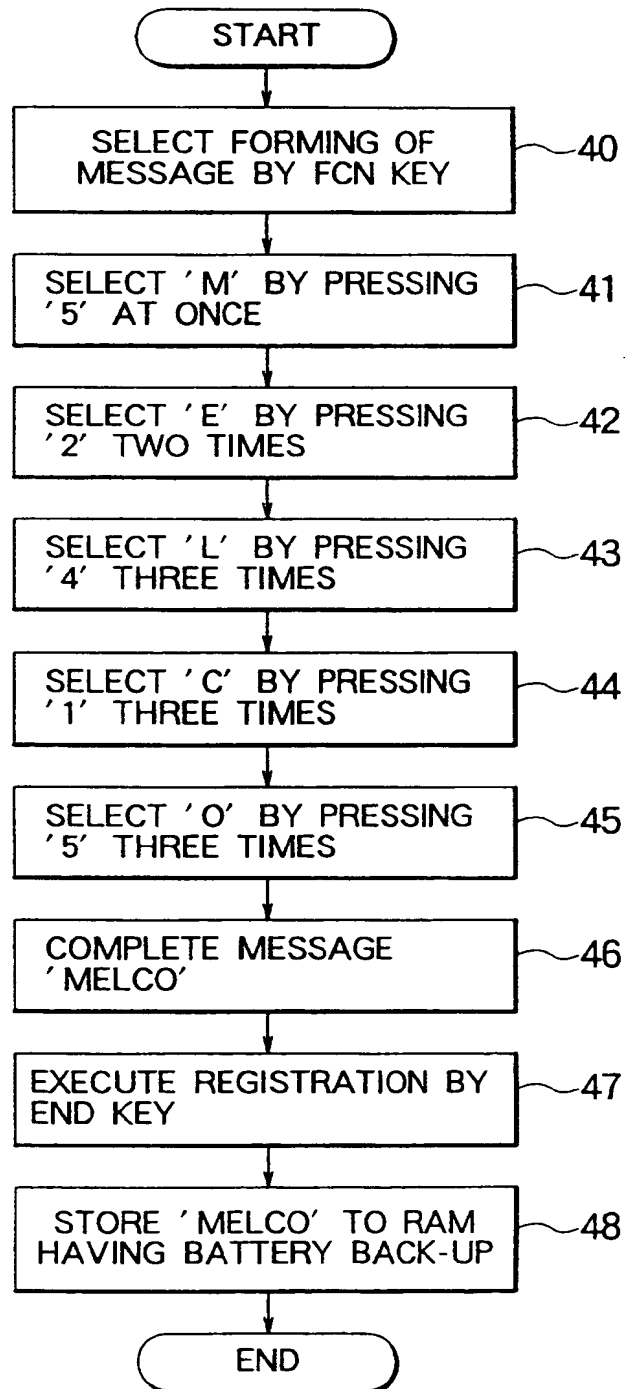 START
SELECT FORMING OF
MESSAGE BY FCN KEY
40
SELECT 'M' BY PRESSING
'5' AT ONCE
41
SELECT 'E' BY PRESSING
'2' TWO TIMES
42
SELECT 'L' BY PRESSING
'4' THREE TIMES
43
SELECT 'C' BY PRESSING
'1' THREE TIMES
44
SELECT 'O' BY PRESSING
'5' THREE TIMES
45
COMPLETE MESSAGE
'MELCO'
46
EXECUTE REGISTRATION BY
END KEY
47
STORE 'MELCO' TO RAM
HAVING BATTERY BACK-UP
48
END